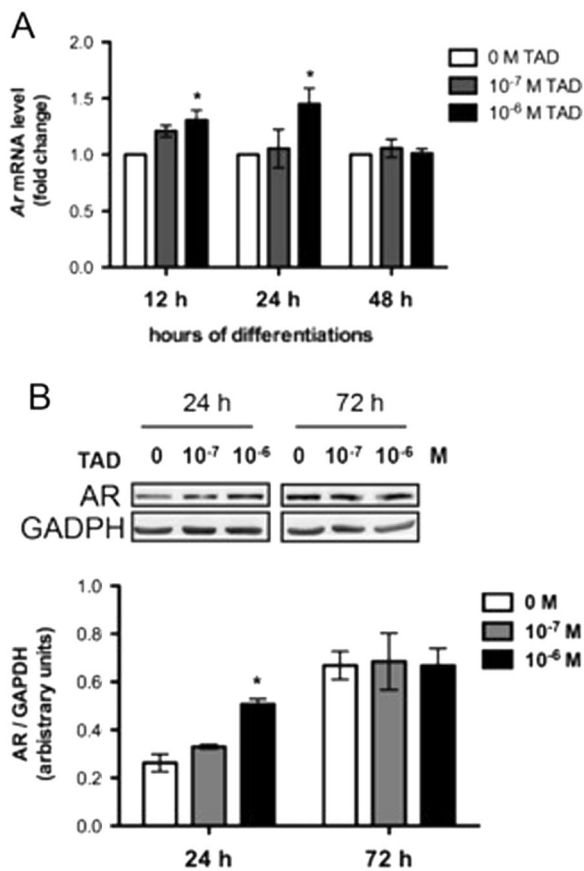 A
2.0
1.5
1.0
0.5
0.0
Ar mRNA level
(fold change)
*
*
0 M TAD
10⁻⁷ M TAD
10⁻⁶ M TAD
12 h
24 h
48 h
hours of differentiations
B
24 h
72 h
TAD
0
10⁻⁷
10⁻⁶
0
10⁻⁷
10⁻⁶
M
AR
GADPH
1.0
0.8
0.6
0.4
0.2
0.0
AR / GAPDH
(arbistrary units)
*
0 M
10⁻⁷ M
10⁻⁶ M
24 h
72 h